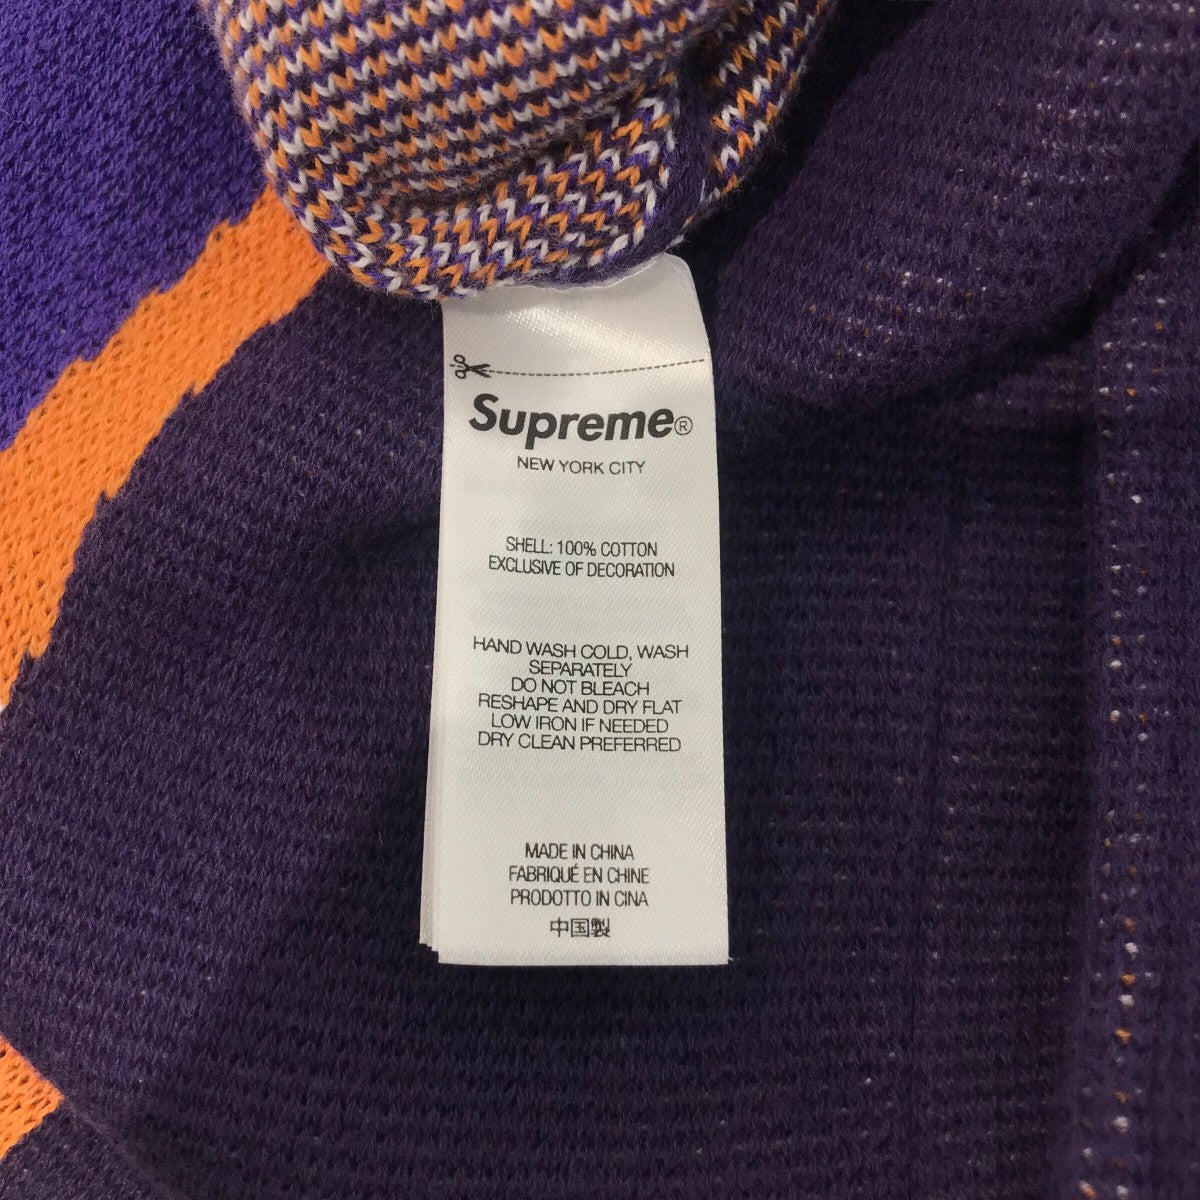 Supreme®
NEW YORK CITY
SHELL: 100% COTTON
EXCLUSIVE OF DECORATION
HAND WASH COLD, WASH
SEPARATELY
DO NOT BLEACH
RESHAPE AND DRY FLAT
LOW IRON IF NEEDED
DRY CLEAN PREFERRED
MADE IN CHINA
FABRIQUÉ EN CHINE
PRODOTTO IN CINA
中国製